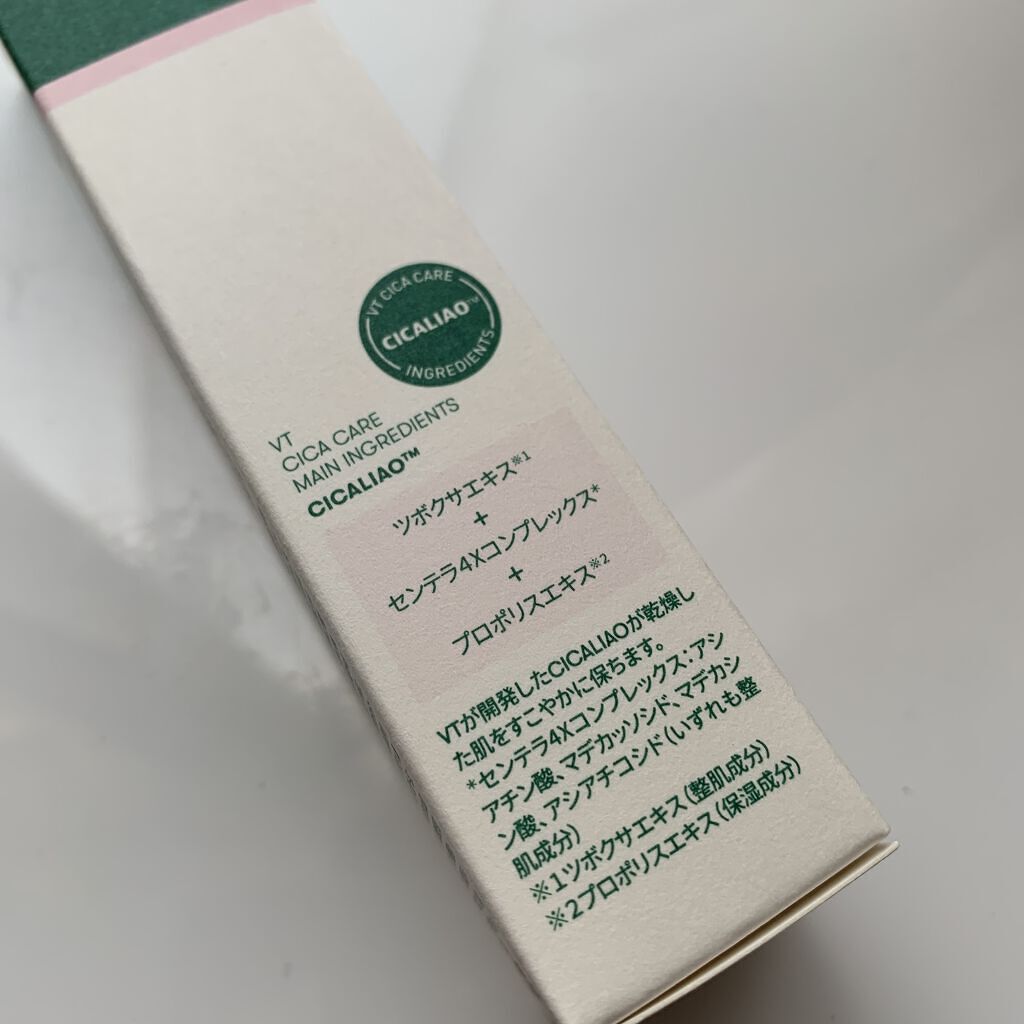 VT CICA CARE
CICALIAO™
INGREDIENTS
VT
CICA CARE
MAIN INGREDIENTS
CICALIAO™
ツボクサエキス※1
+
センテラ4Xコンプレックス*
+
プロポリスエキス※2
VTが開発したCICALIAOが乾燥し
た肌をすこやかに保ちます。
*センテラ4Xコンプレックス:アシ
アチン酸、マデカッソシド、マデカシ
ン酸、アシアチコシド(いずれも整
肌成分)
※1ツボクサエキス(整肌成分)
※2プロポリスエキス(保湿成分)